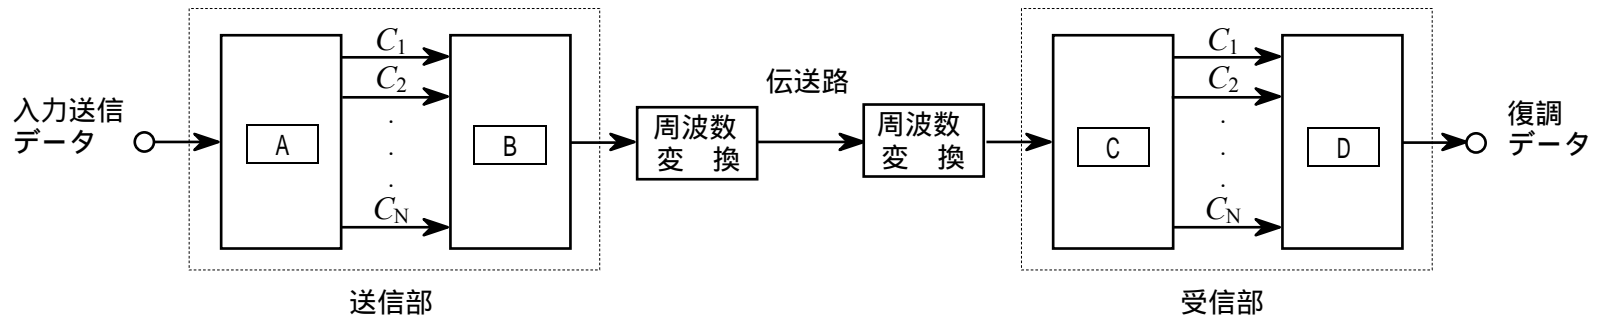 入力送信
データ
A
C1
C2
CN
B
送信部
周波数
変 換
伝送路
周波数
変 換
C
C1
C2
CN
D
受信部
復調
データ